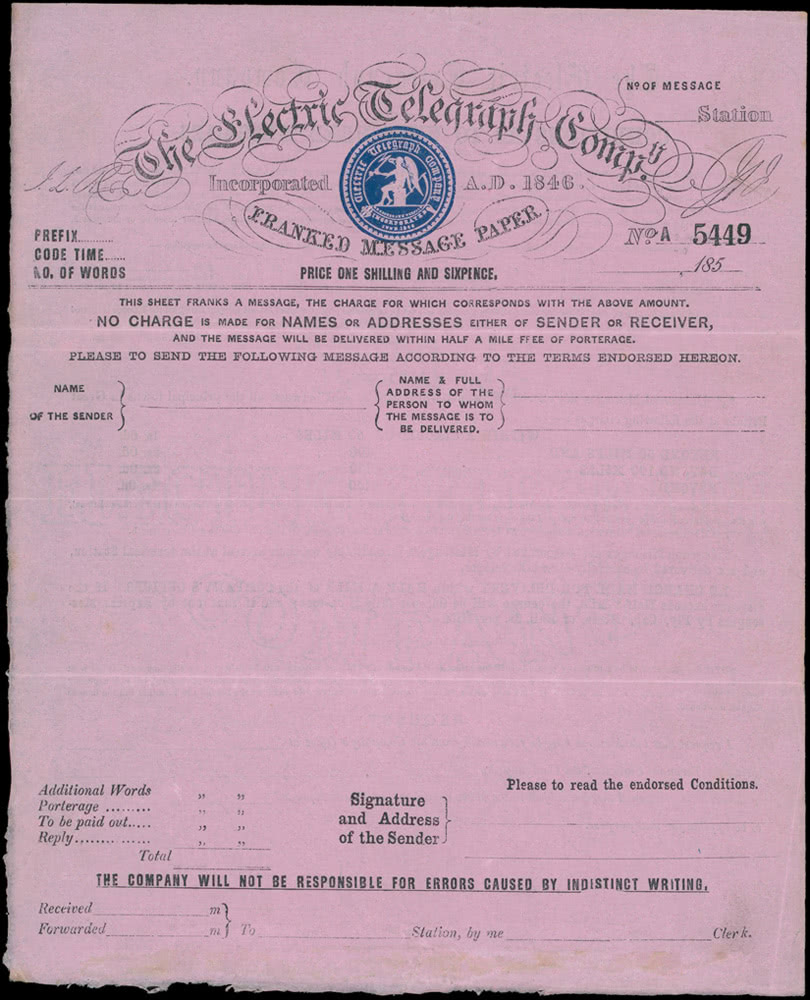 Nº OF MESSAGE
Station
The Electric Telegraph Compy.
Incorporated A.D. 1846.
Electric Telegraph Company
INCORPORATED
FRANKED MESSAGE PAPER
PREFIX..........
CODE TIME......
NO. OF WORDS
Nº A 5449
185
PRICE ONE SHILLING AND SIXPENCE.
THIS SHEET FRANKS A MESSAGE, THE CHARGE FOR WHICH CORRESPONDS WITH THE ABOVE AMOUNT.
NO CHARGE IS MADE FOR NAMES OR ADDRESSES EITHER OF SENDER OR RECEIVER,
AND THE MESSAGE WILL BE DELIVERED WITHIN HALF A MILE FREE OF PORTERAGE.
PLEASE TO SEND THE FOLLOWING MESSAGE ACCORDING TO THE TERMS ENDORSED HEREON.
NAME
OF THE SENDER
NAME & FULL
ADDRESS OF THE
PERSON TO WHOM
THE MESSAGE IS TO
BE DELIVERED.
Additional Words ,, ,,
Porterage ......... ,, ,,
To be paid out..... ,, ,,
Reply.............. ,, ,,
Total
Signature
and Address
of the Sender
Please to read the endorsed Conditions.
THE COMPANY WILL NOT BE RESPONSIBLE FOR ERRORS CAUSED BY INDISTINCT WRITING.
Received m
Forwarded m To Station, by me Clerk.